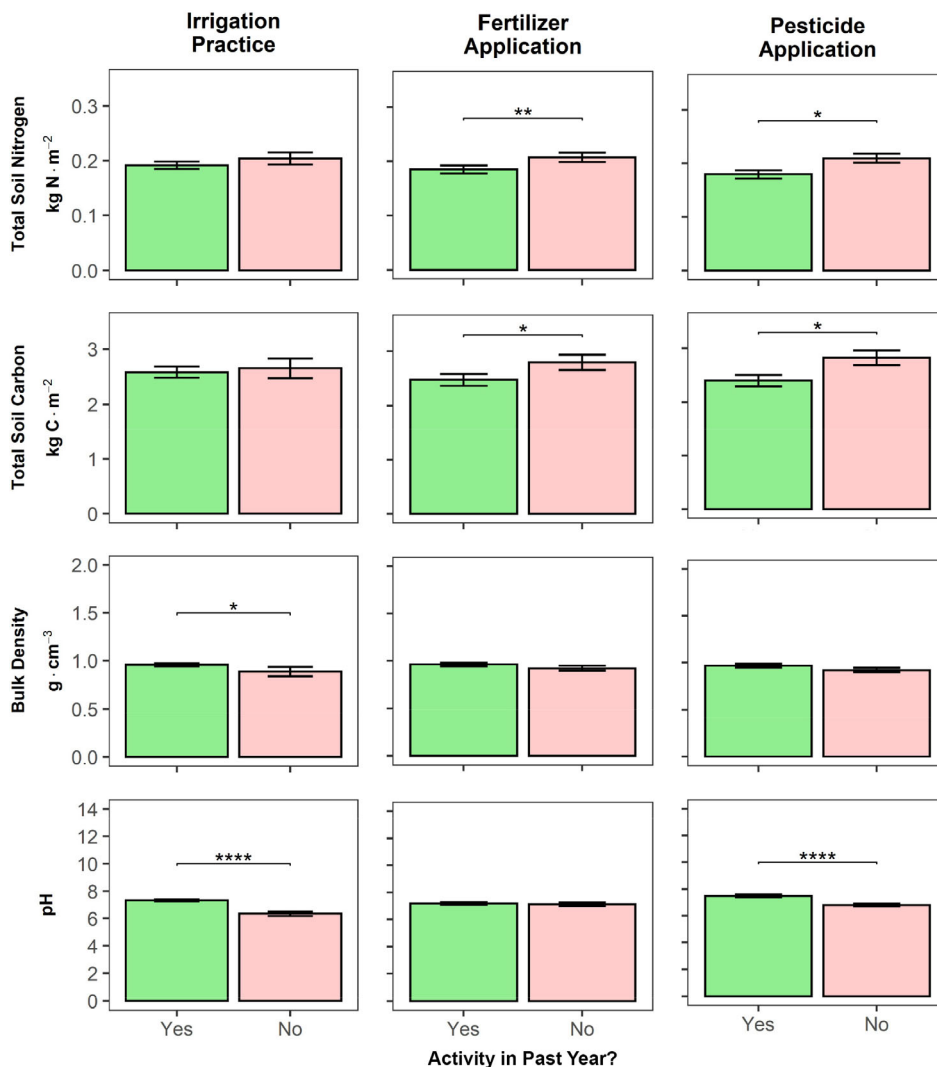 Irrigation
Practice
Fertilizer
Application
Pesticide
Application
Total Soil Nitrogen
kg N · m⁻²
0.3
0.2
0.1
0.0
**
*
Total Soil Carbon
kg C · m⁻²
3
2
1
0
*
*
Bulk Density
g · cm⁻³
2.0
1.5
1.0
0.5
0.0
*
pH
14
12
10
8
6
4
2
0
****
****
Yes No Yes No Yes No
Activity in Past Year?